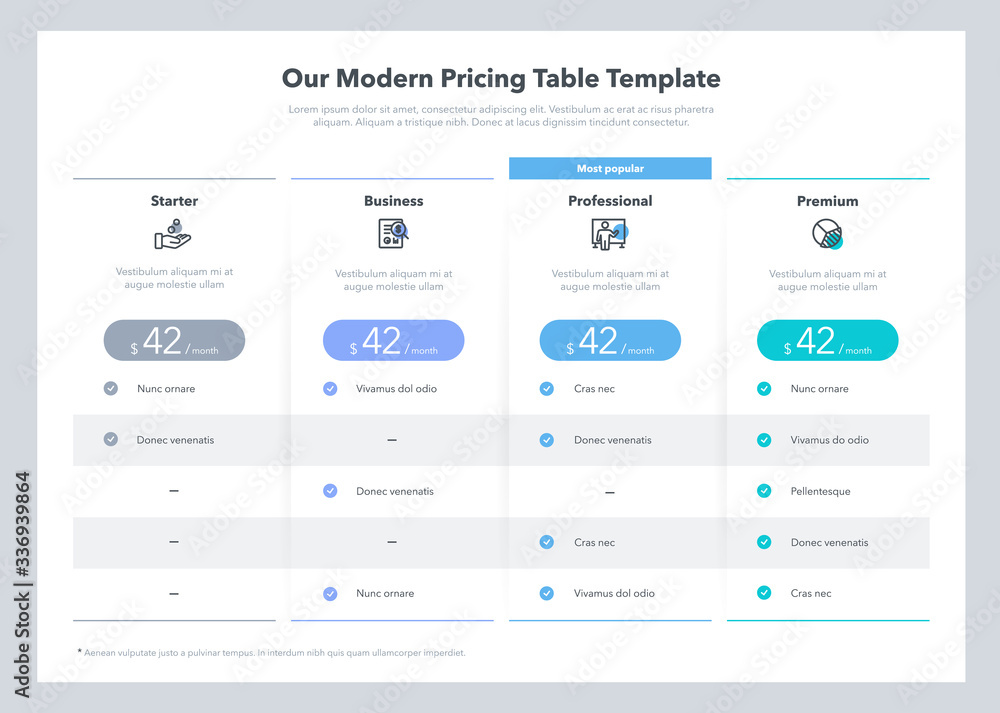 Our Modern Pricing Table Template
Lorem ipsum dolor sit amet, consectetur adipiscing elit. Vestibulum ac erat ac risus pharetra
aliquam. Aliquam a tristique nibh. Donec at lacus dignissim tincidunt consectetur.
Most popular
Starter
Business
Professional
Premium
Vestibulum aliquam mi at
augue molestie ullam
Vestibulum aliquam mi at
augue molestie ullam
Vestibulum aliquam mi at
augue molestie ullam
Vestibulum aliquam mi at
augue molestie ullam
$ 42 / month
$ 42 / month
$ 42 / month
$ 42 / month
Nunc ornare
Vivamus dol odio
Cras nec
Nunc ornare
Donec venenatis
–
Donec venenatis
Vivamus do odio
–
Donec venenatis
–
Pellentesque
–
–
Cras nec
Donec venenatis
–
Nunc ornare
Vivamus dol odio
Cras nec
* Aenean vulputate justo a pulvinar tempus. In interdum nibh quis quam ullamcorper imperdiet.
Adobe Stock | #336939864